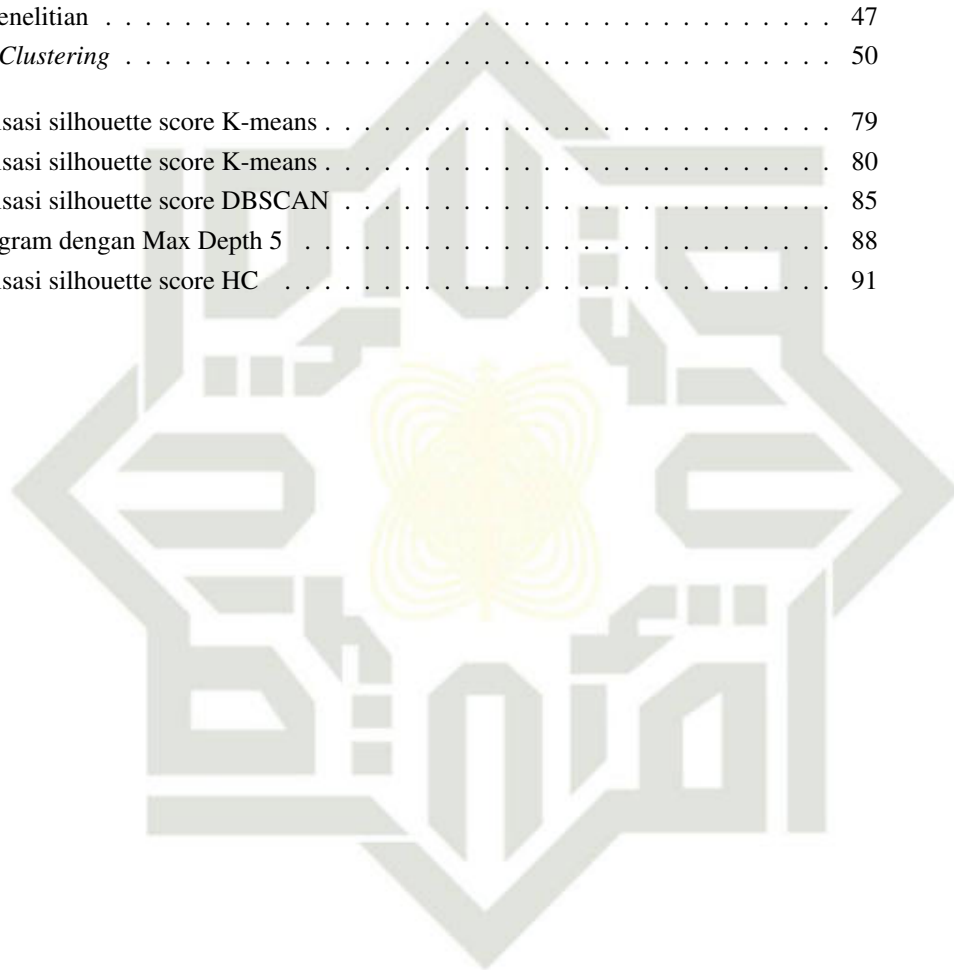 enelitian . . . . . . . . . . . . . . . . . . . . . . . . . . . . . . 47
Clustering . . . . . . . . . . . . . . . . . . . . . . . . . . . . . 50
sasi silhouette score K-means . . . . . . . . . . . . . . . . . . . . . 79
sasi silhouette score K-means . . . . . . . . . . . . . . . . . . . . . 80
sasi silhouette score DBSCAN . . . . . . . . . . . . . . . . . . . . 85
gram dengan Max Depth 5 . . . . . . . . . . . . . . . . . . . . . . 88
sasi silhouette score HC . . . . . . . . . . . . . . . . . . . . . . . 91